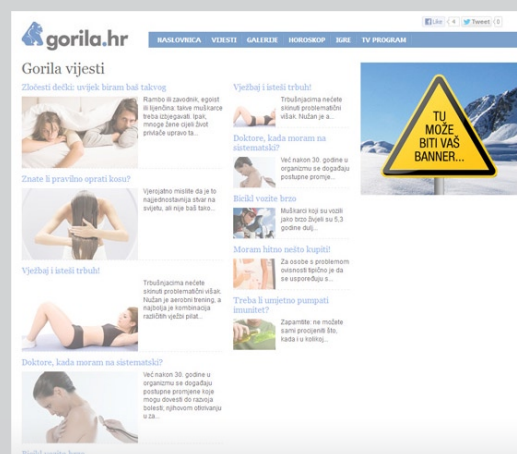 gorila.hr
Like 4 Tweet 8
NASLOVNICA VIJESTI GALERIJE HOROSKOP IGRE TV PROGRAM
Gorila vijesti
Zločesti dečki: uvijek biram baš takvog
Rambo ili zavodnik, egoist
ili lijenčina: takve muškarce
treba izbjegavati. Ipak,
mnoge žene cijeli život
privlače upravo ta...
Znate li pravilno oprati kosu?
Vjerojatno mislite da je to
najjednostavnija stvar na
svijetu, ali nije baš tako...
Vježbaj i isteši trbuh!
Trbušnjacima nećete
skinuti problematični višak.
Nužan je aerobni trening, a
najbolja je kombinacija
različitih vježbi pilat...
Doktore, kada moram na sistematski?
Već nakon 30. godine u
organizmu se događaju
postupne promjene koje
mogu dovesti do razvoja
bolesti, njihovom otkrivanju
u za...
Vježbaj i isteši trbuh!
Trbušnjacima nećete
skinuti problematični
višak. Nužan je a...
Doktore, kada moram na
sistematski?
Već nakon 30. godine u
organizmu se događaju
postupne promje...
Bicikl vozite brzo
Muškarci koji su vozili
jako brzo živjeli su 5,3
godine dulj...
Moram hitno nešto kupiti!
Za osobe s problemom
ovisnosti tipično je da
se uspoređuju s...
Treba li umjetno pumpati
imunitet?
Zapamtite: ne možete
sami procijeniti što,
kada i u kolikoj...
TU
MOŽE
BITI VAŠ
BANNER...